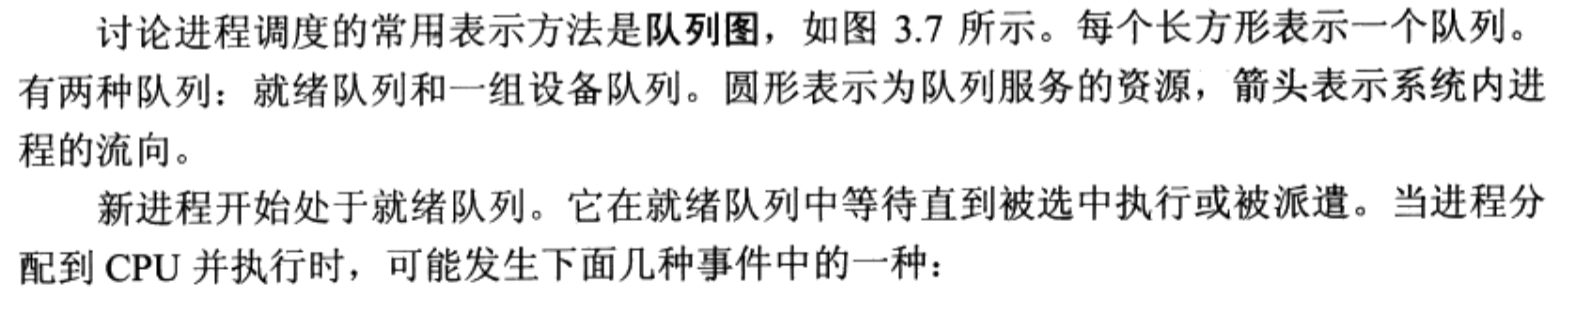 讨论进程调度的常用表示方法是队列图，如图 3.7 所示。每个长方形表示一个队列。
有两种队列：就绪队列和一组设备队列。圆形表示为队列服务的资源，箭头表示系统内进
程的流向。
新进程开始处于就绪队列。它在就绪队列中等待直到被选中执行或被派遣。当进程分
配到 CPU 并执行时，可能发生下面几种事件中的一种：